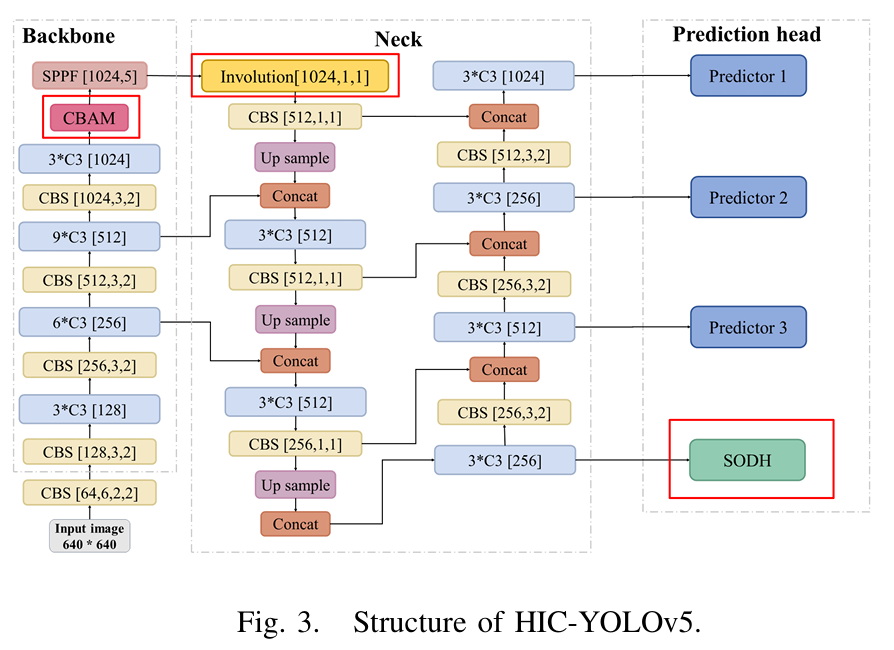 Backbone
SPPF [1024,5]
CBAM
3*C3 [1024]
CBS [1024,3,2]
9*C3 [512]
CBS [512,3,2]
6*C3 [256]
CBS [256,3,2]
3*C3 [128]
CBS [128,3,2]
CBS [64,6,2,2]
Input image
640 * 640
Neck
Involution[1024,1,1]
CBS [512,1,1]
Up sample
Concat
3*C3 [512]
CBS [512,1,1]
Up sample
Concat
3*C3 [512]
CBS [256,1,1]
Up sample
Concat
3*C3 [1024]
Concat
CBS [512,3,2]
3*C3 [256]
Concat
CBS [256,3,2]
3*C3 [512]
Concat
CBS [256,3,2]
3*C3 [256]
Prediction head
Predictor 1
Predictor 2
Predictor 3
SODH
Fig. 3. Structure of HIC-YOLOv5.